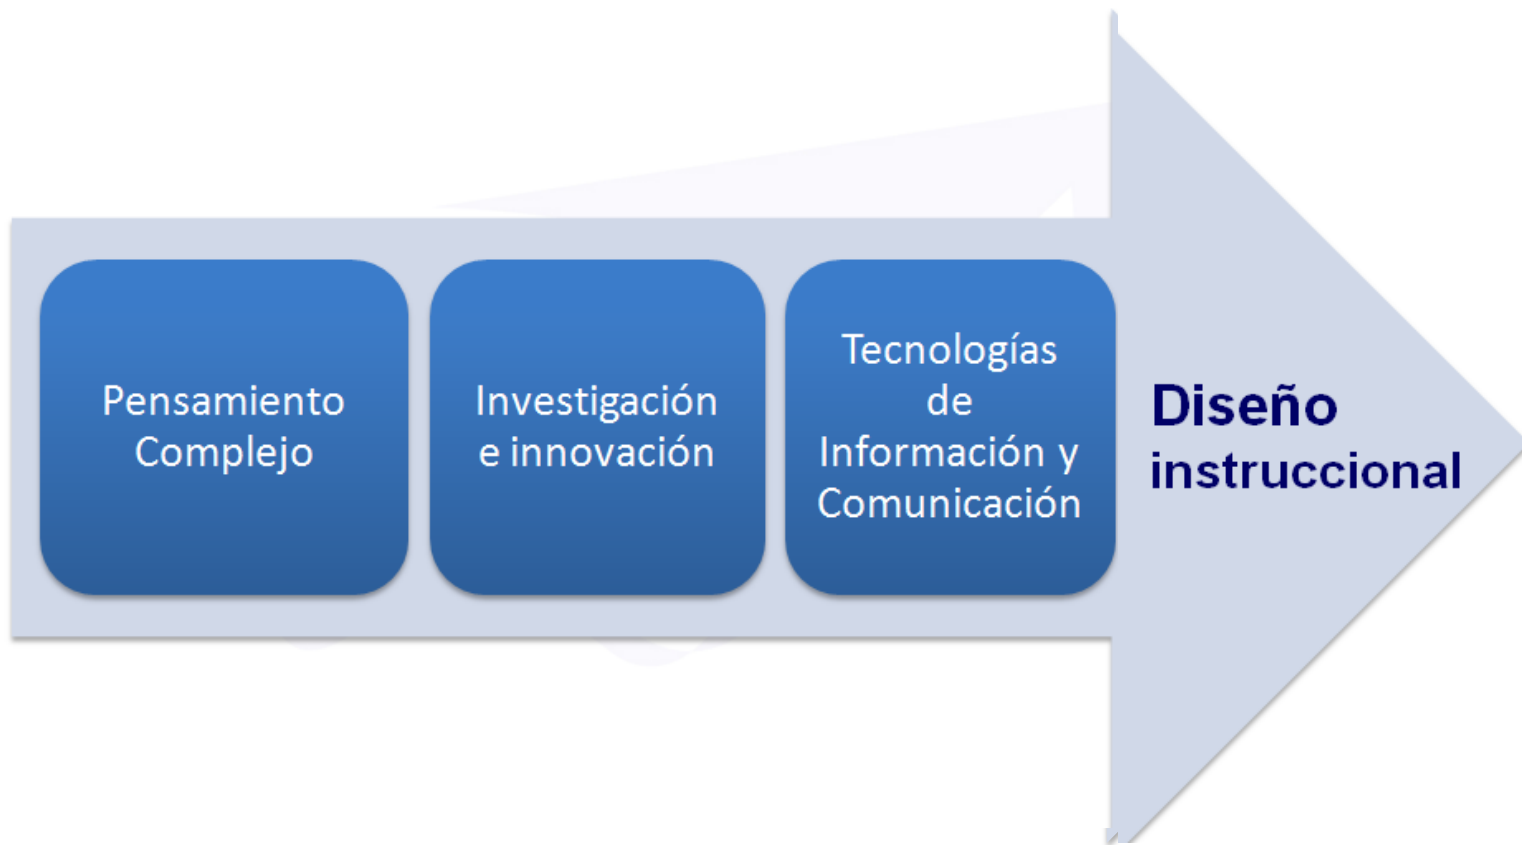 Pensamiento
Complejo
Investigación
e innovación
Tecnologías
de
Información y
Comunicación
Diseño
instruccional